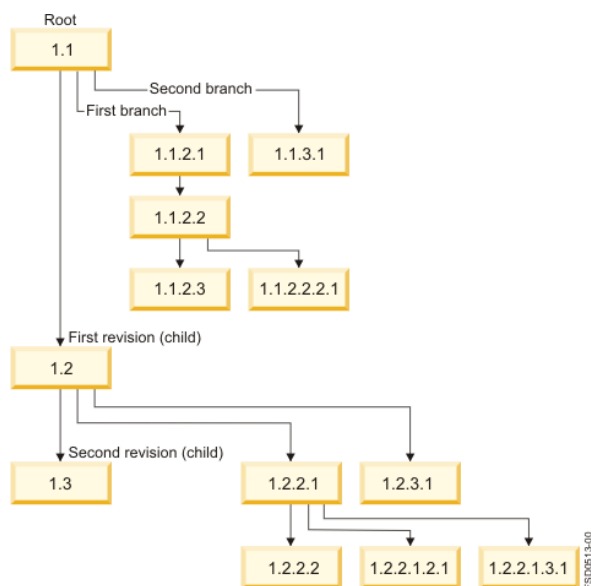 Root
1.1
Second branch
First branch
1.1.2.1
1.1.3.1
1.1.2.2
1.1.2.3
1.1.2.2.2.1
First revision (child)
1.2
Second revision (child)
1.3
1.2.2.1
1.2.3.1
1.2.2.2
1.2.2.1.2.1
1.2.2.1.3.1